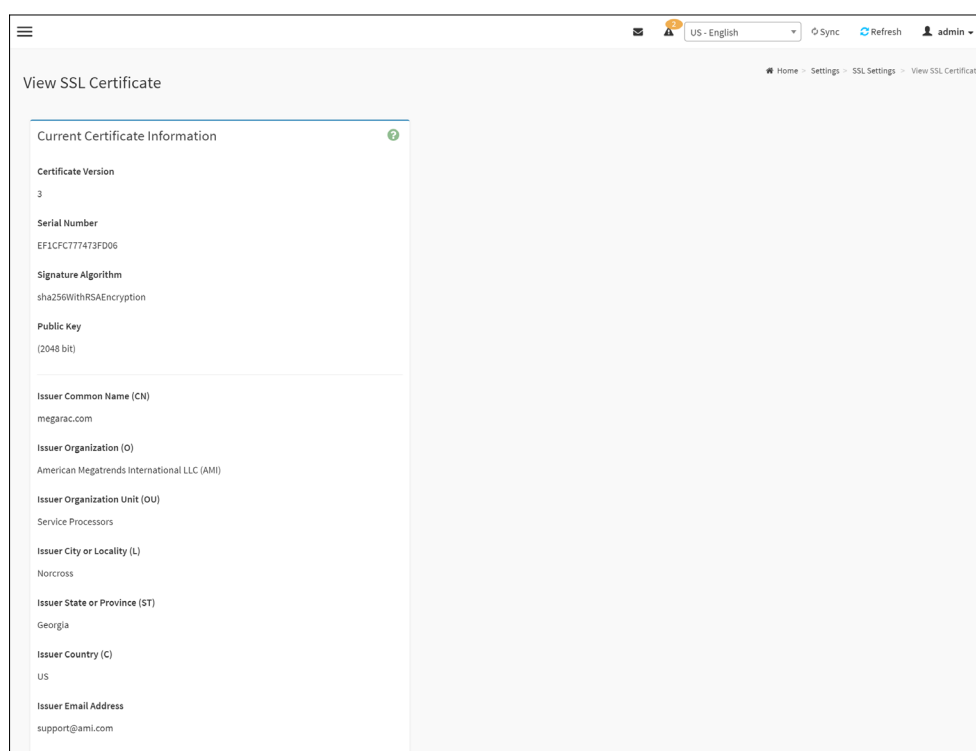 2
US - English
Sync
Refresh
admin
View SSL Certificate
Home > Settings > SSL Settings > View SSL Certificat
Current Certificate Information
?
Certificate Version
3
Serial Number
EF1CFC777473FD06
Signature Algorithm
sha256WithRSAEncryption
Public Key
(2048 bit)
Issuer Common Name (CN)
megarac.com
Issuer Organization (O)
American Megatrends International LLC (AMI)
Issuer Organization Unit (OU)
Service Processors
Issuer City or Locality (L)
Norcross
Issuer State or Province (ST)
Georgia
Issuer Country (C)
US
Issuer Email Address
support@ami.com